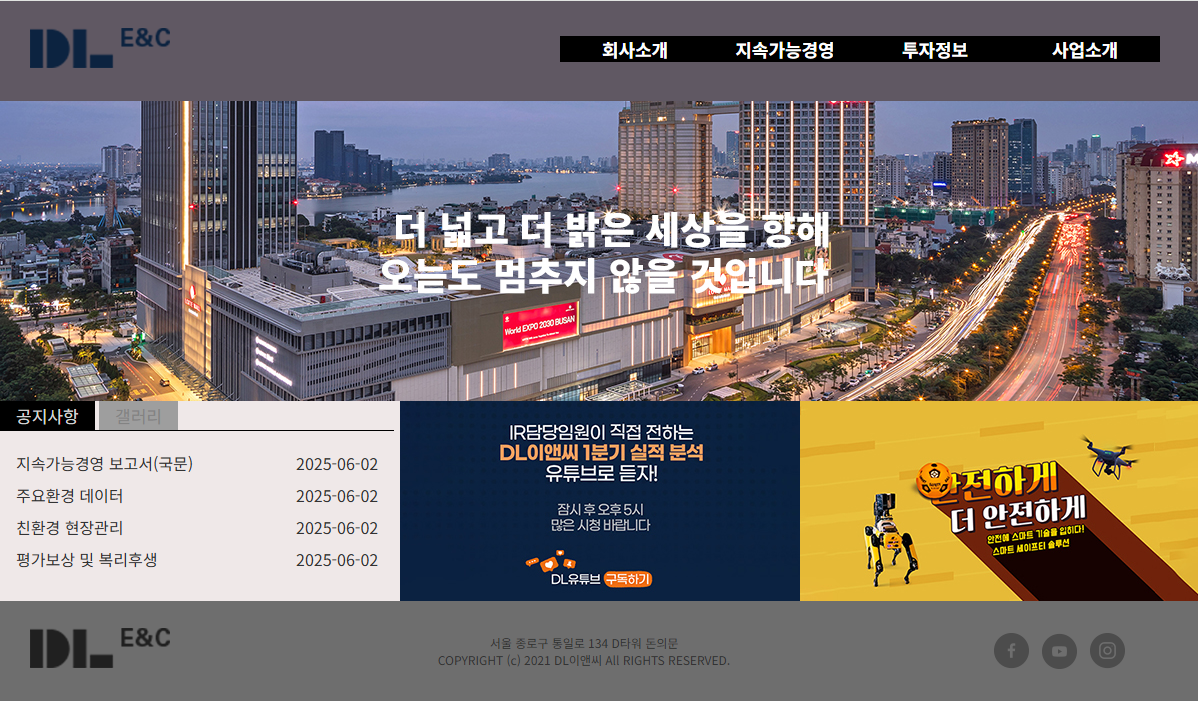 DL E&C
회사소개 지속가능경영 투자정보 사업소개
더 넓고 더 밝은 세상을 향해
오늘도 멈추지 않을 것입니다
World EXPO 2030 BUSAN
공지사항 갤러리
지속가능경영 보고서(국문) 2025-06-02
주요환경 데이터 2025-06-02
친환경 현장관리 2025-06-02
평가보상 및 복리후생 2025-06-02
IR담당임원이 직접 전하는
DL이앤씨 1분기 실적 분석
유튜브로 듣자!
잠시 후 오후 5시
많은 시청 바랍니다
DL유튜브 구독하기
안전하게
더 안전하게
안전에 스마트 기술을 입히다!
스마트 세이프티 솔루션
DL E&C
서울 종로구 통일로 134 D타워 돈의문
COPYRIGHT (c) 2021 DL이앤씨 All RIGHTS RESERVED.